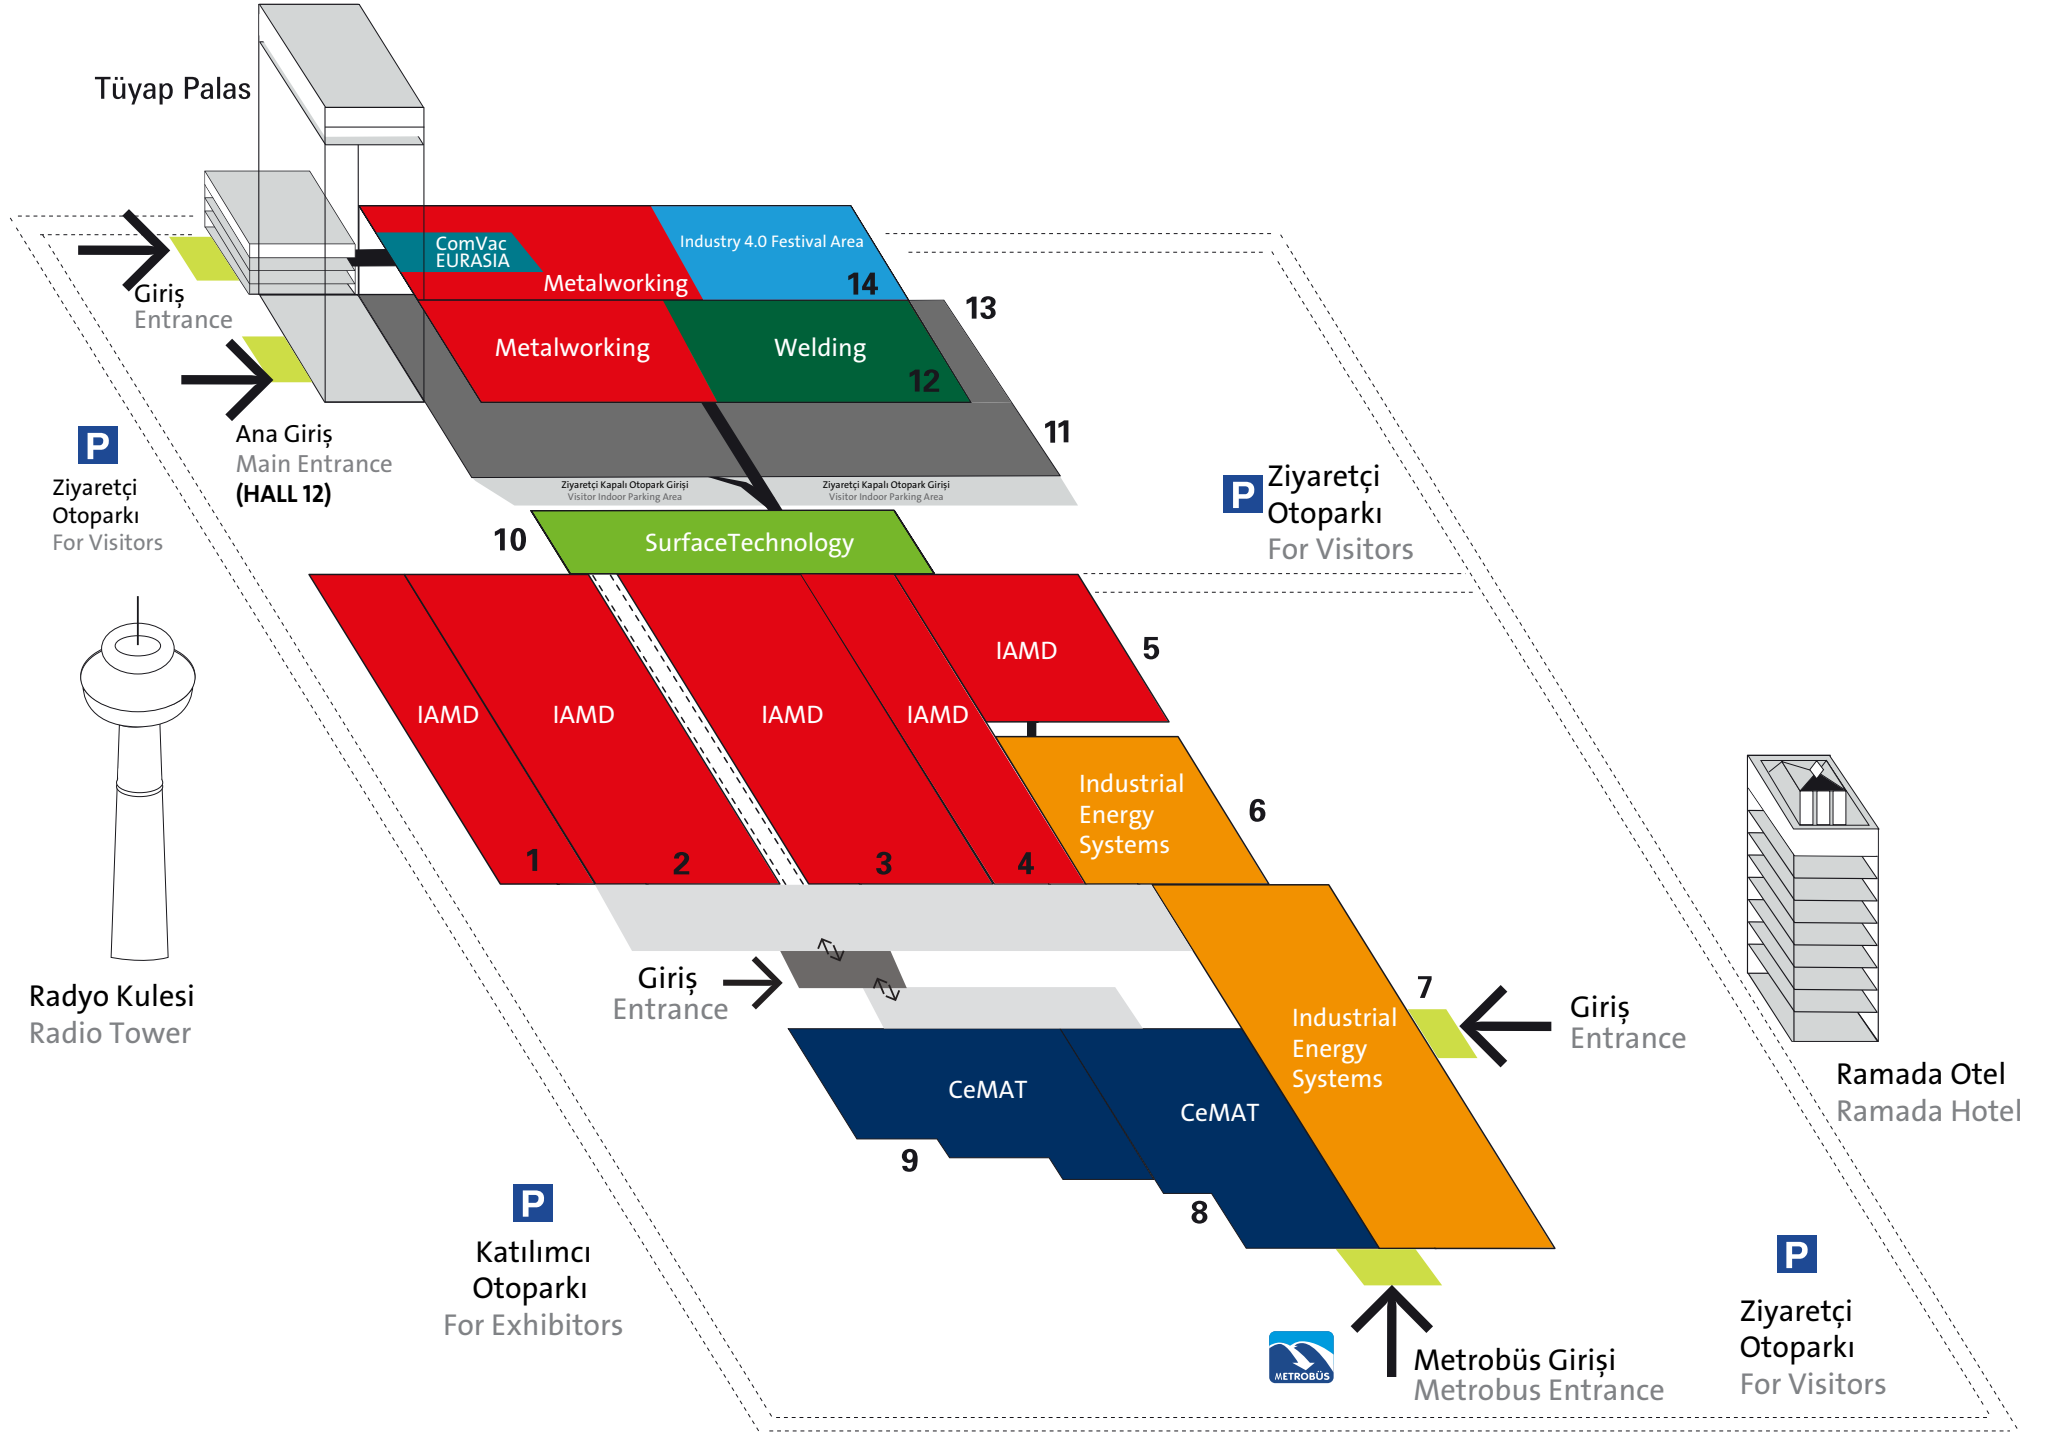 Tüyap Palas
ComVac
EURASIA
Metalworking
Industry 4.0 Festival Area
14
13
Giriş
Entrance
Metalworking
Welding
12
11
Ana Giriş
Main Entrance
(HALL 12)
P
Ziyaretçi
Otoparkı
For Visitors
Ziyaretçi Kapalı Otopark Girişi
Visitor Indoor Parking Area
Ziyaretçi Kapalı Otopark Girişi
Visitor Indoor Parking Area
P
Ziyaretçi
Otoparkı
For Visitors
10
SurfaceTechnology
IAMD
5
IAMD
IAMD
IAMD
IAMD
Industrial
Energy
Systems
6
1
2
3
4
Radyo Kulesi
Radio Tower
Giriş
Entrance
7
Industrial
Energy
Systems
Giriş
Entrance
Ramada Otel
Ramada Hotel
CeMAT
CeMAT
9
8
P
Katılımcı
Otoparkı
For Exhibitors
METROBÜS
Metrobüs Girişi
Metrobus Entrance
P
Ziyaretçi
Otoparkı
For Visitors